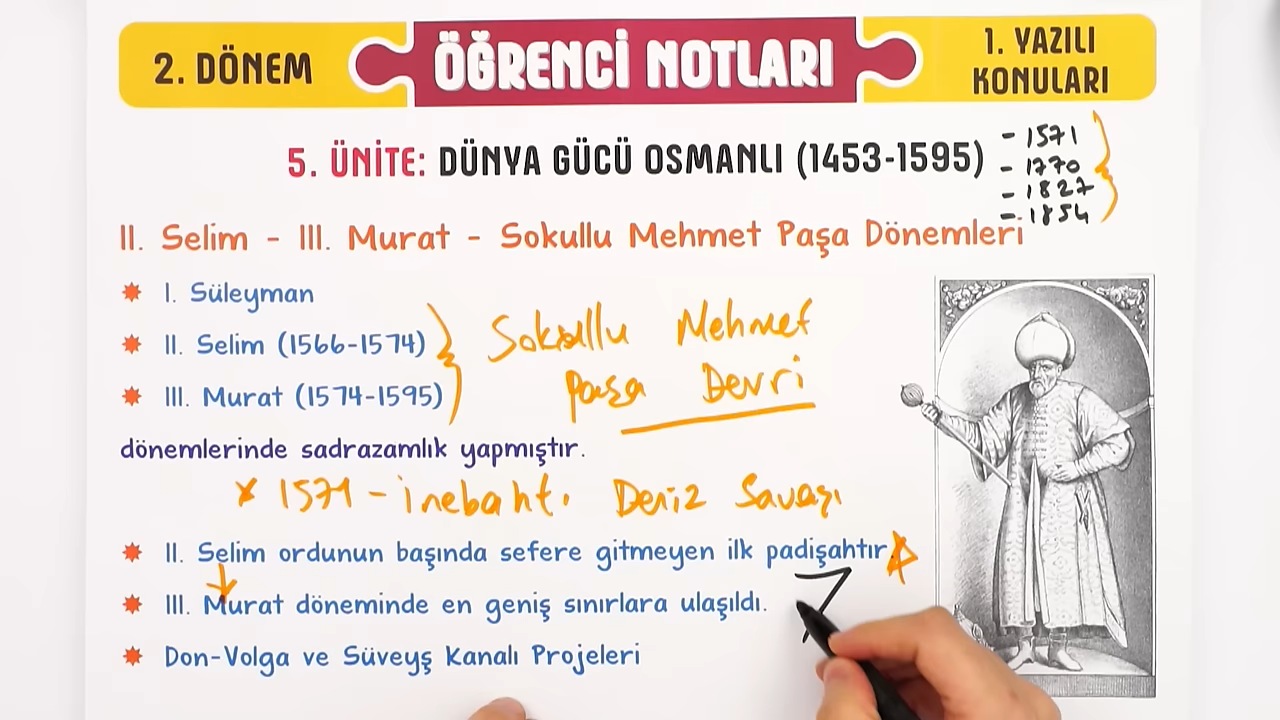 2. DÖNEM
ÖĞRENCİ NOTLARI
1. YAZILI
KONULARI
5. ÜNİTE: DÜNYA GÜCÜ OSMANLI (1453-1595)
- 1571
- 1770
- 1827
- 1854
II. Selim - III. Murat - Sokullu Mehmet Paşa Dönemleri
I. Süleyman
II. Selim (1566-1574)
III. Murat (1574-1595)
Sokullu Mehmet
Paşa Devri
dönemlerinde sadrazamlık yapmıştır.
x 1571 - inebahtı Deniz Savaşı
II. Selim ordunun başında sefere gitmeyen ilk padişahtır.
III. Murat döneminde en geniş sınırlara ulaşıldı.
7
Don-Volga ve Süveyş Kanalı Projeleri